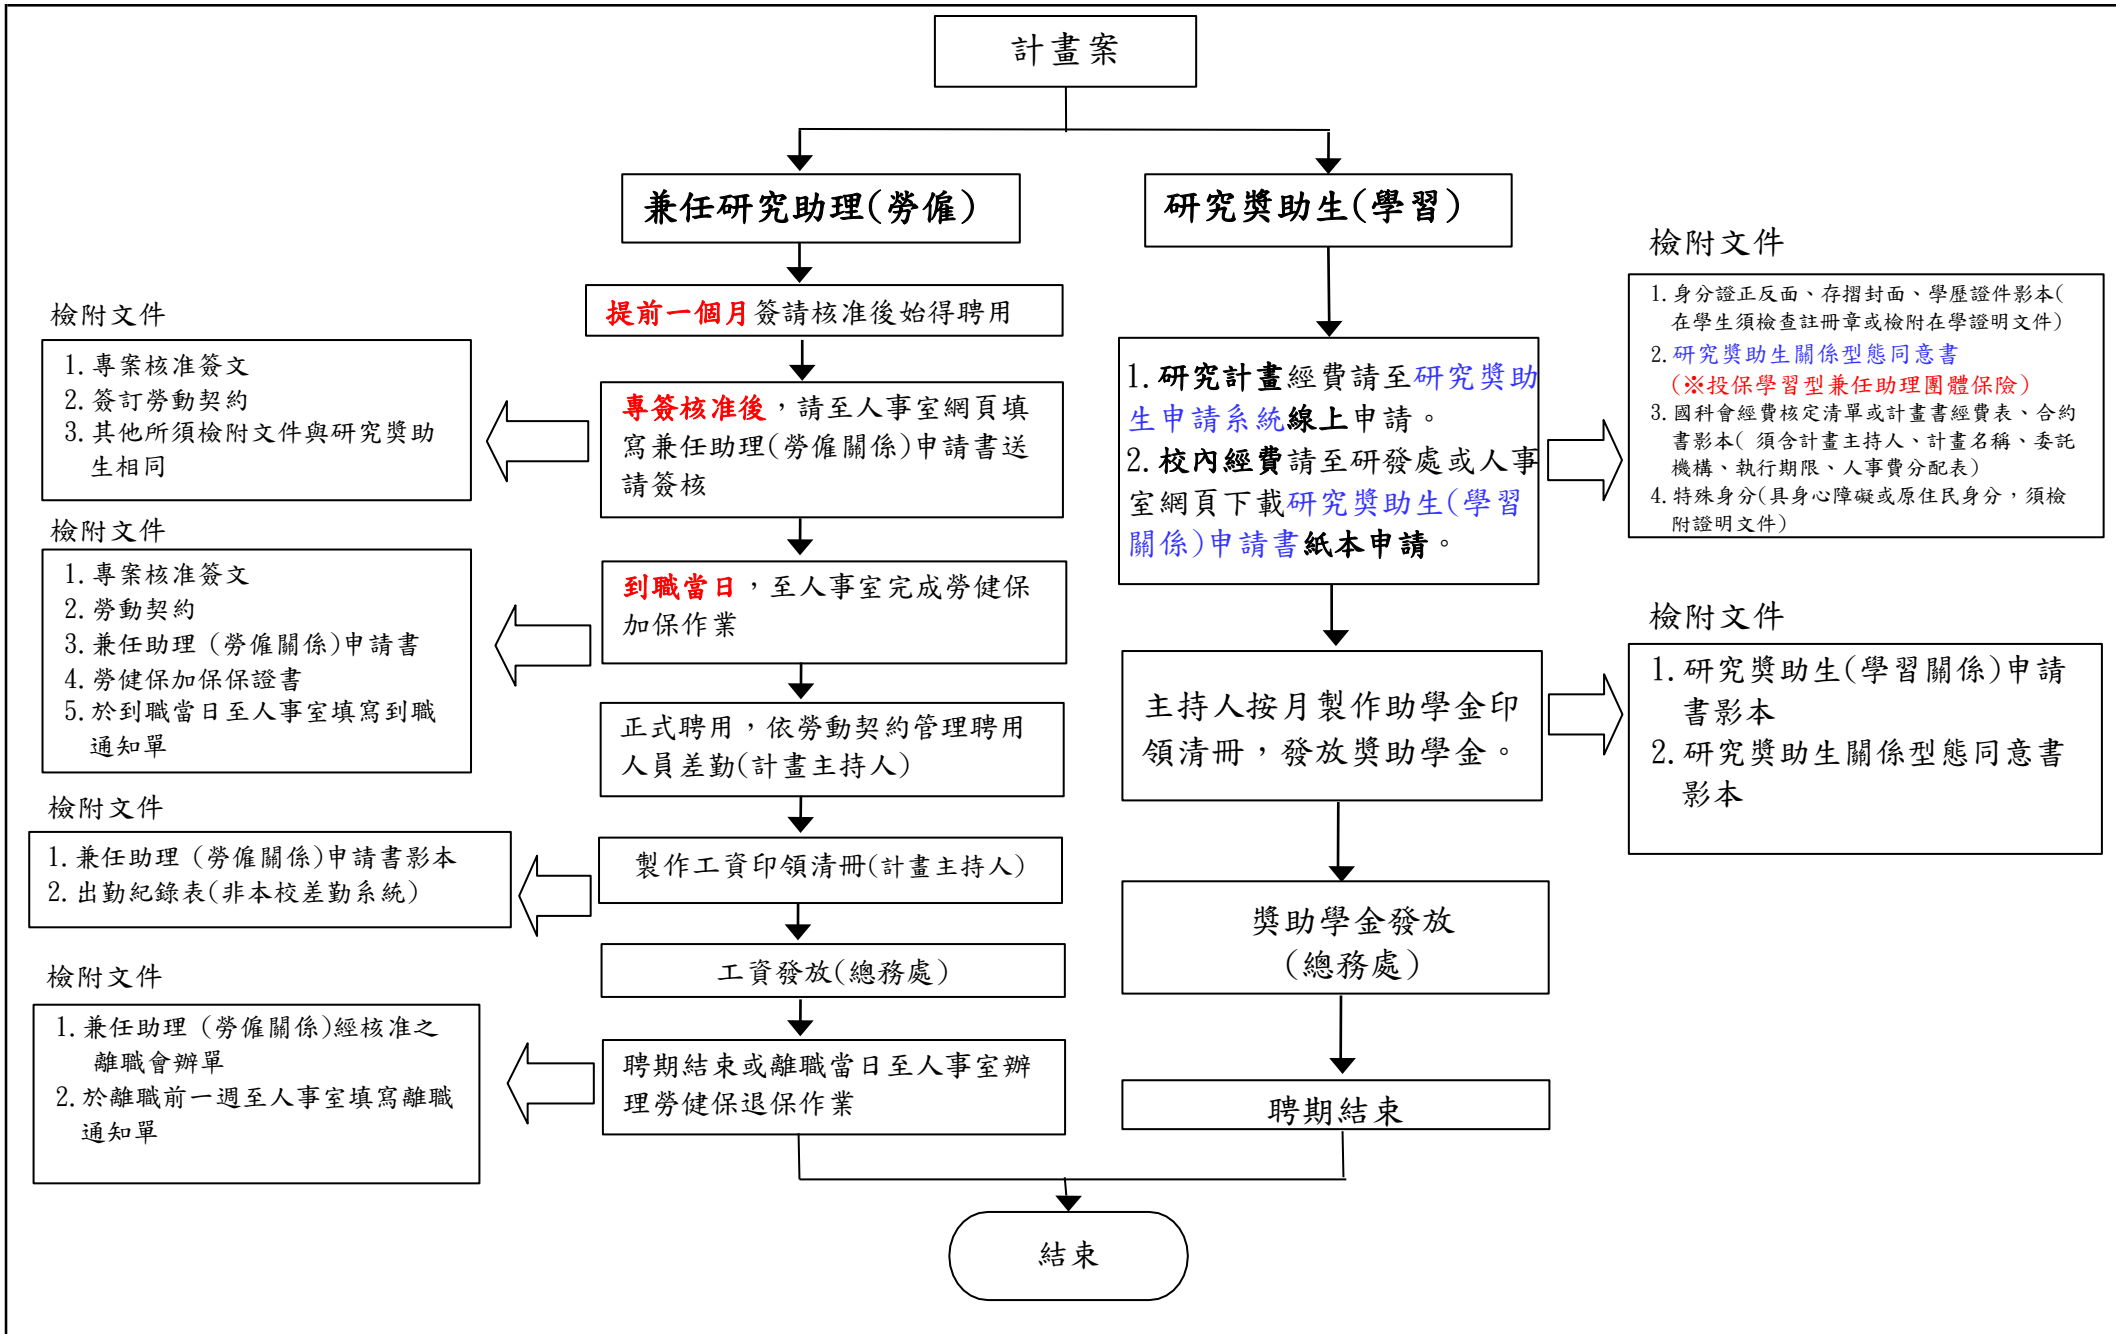 計畫案
兼任研究助理(勞僱)
提前一個月簽請核准後始得聘用
檢附文件
1. 專案核准簽文
2. 簽訂勞動契約
3. 其他所須檢附文件與研究獎助
生相同
專簽核准後，請至人事室網頁填
寫兼任助理(勞僱關係)申請書送
請簽核
檢附文件
1. 專案核准簽文
2. 勞動契約
3. 兼任助理 (勞僱關係)申請書
4. 勞健保加保保證書
5. 於到職當日至人事室填寫到職
通知單
到職當日，至人事室完成勞健保
加保作業
正式聘用，依勞動契約管理聘用
人員差勤(計畫主持人)
檢附文件
1. 兼任助理 (勞僱關係)申請書影本
2. 出勤紀錄表(非本校差勤系統)
製作工資印領清冊(計畫主持人)
工資發放(總務處)
檢附文件
1. 兼任助理 (勞僱關係)經核准之
離職會辦單
2. 於離職前一週至人事室填寫離職
通知單
聘期結束或離職當日至人事室辦
理勞健保退保作業
研究獎助生(學習)
1. 研究計畫經費請至研究獎助
生申請系統線上申請。
2. 校內經費請至研發處或人事
室網頁下載研究獎助生(學習
關係)申請書紙本申請。
檢附文件
1. 身分證正反面、存摺封面、學歷證件影本(
在學生須檢查註冊章或檢附在學證明文件)
2. 研究獎助生關係型態同意書
(※投保學習型兼任助理團體保險)
3. 國科會經費核定清單或計畫書經費表、合約
書影本( 須含計畫主持人、計畫名稱、委託
機構、執行期限、人事費分配表)
4. 特殊身分(具身心障礙或原住民身分，須檢
附證明文件)
主持人按月製作助學金印
領清冊，發放獎助學金。
檢附文件
1. 研究獎助生(學習關係)申請
書影本
2. 研究獎助生關係型態同意書
影本
獎助學金發放
(總務處)
聘期結束
結束